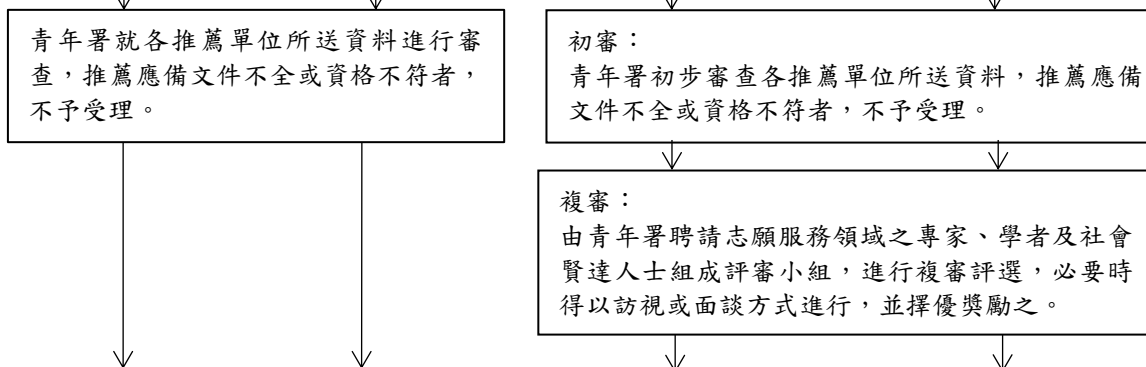 青年署就各推薦單位所送資料進行審
查，推薦應備文件不全或資格不符者，
不予受理。
初審：
青年署初步審查各推薦單位所送資料，推薦應備
文件不全或資格不符者，不予受理。
複審：
由青年署聘請志願服務領域之專家、學者及社會
賢達人士組成評審小組，進行複審評選，必要時
得以訪視或面談方式進行，並擇優獎勵之。